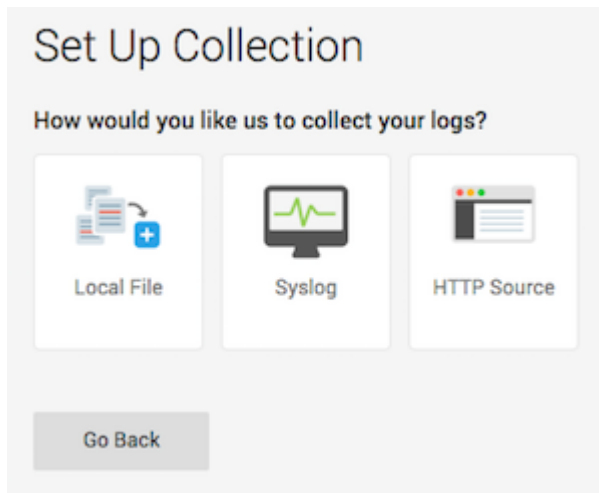 Set Up Collection
How would you like us to collect your logs?
Local File
Syslog
HTTP Source
Go Back